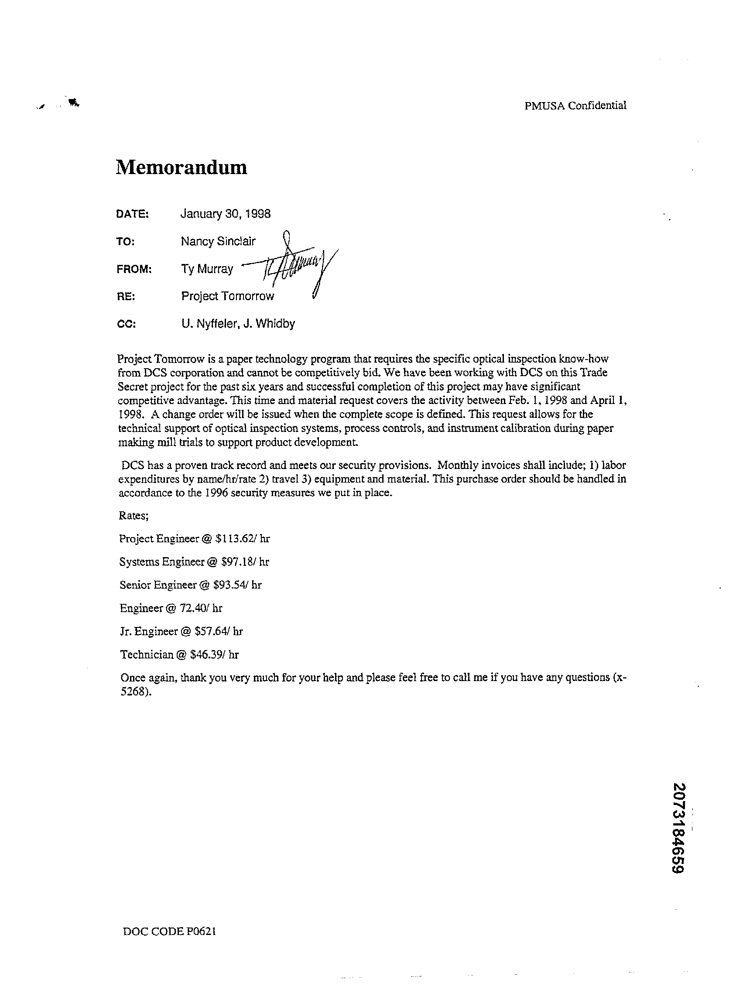 PMUSA Confidential
Memorandum
DATE: January 30, 1998
TO: Nancy Sinclair
FROM: Ty Murray
RE: Project Tomorrow
CC: U. Nyffeler, J. Whidby
Project Tomorrow is a paper technology program that requires the specific optical inspection know-how
from DCS corporation and cannot be competitively bid. We have been working with DCS on this Trade
Secret project for the past six years and successful completion of this project may have significant
competitive advantage. This time and material request covers the activity between Feb. 1, 1998 and April 1,
1998. A change order will be issued when the complete scope is defined. This request allows for the
technical support of optical inspection systems, process controls, and instrument calibration during paper
making mill trials to support product development.
DCS has a proven track record and meets our security provisions. Monthly invoices shall include; 1) labor
expenditures by name/hr/rate 2) travel 3) equipment and material. This purchase order should be handled in
accordance to the 1996 security measures we put in place.
Rates;
Project Engineer @ $113.62/ hr
Systems Engineer @ $97.18/ hr
Senior Engineer @ $93.54/ hr
Engineer @ 72.40/ hr
Jr. Engineer @ $57.64/ hr
Technician @ $46.39/ hr
Once again, thank you very much for your help and please feel free to call me if you have any questions (x-
5268).
2073184659
DOC CODE P0621